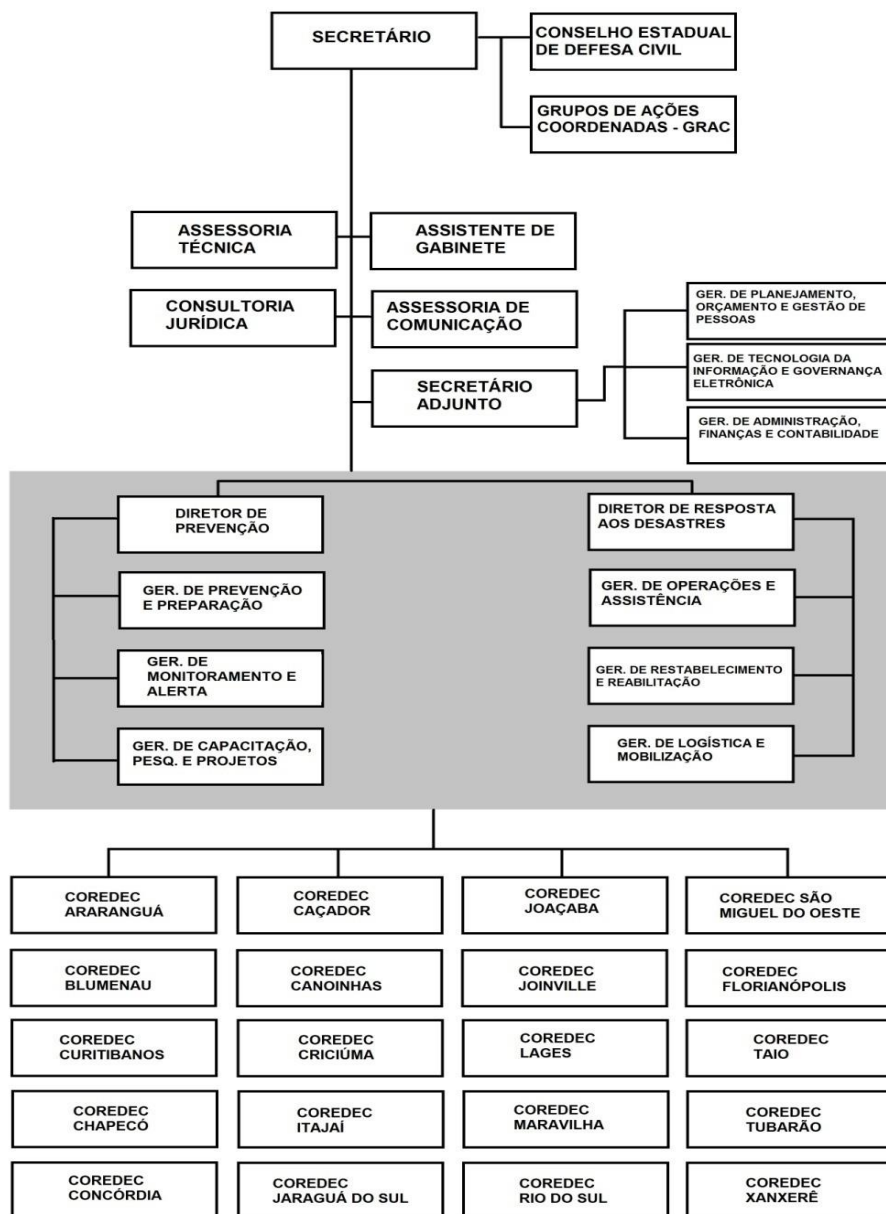 SECRETÁRIO
CONSELHO ESTADUAL
DE DEFESA CIVIL
GRUPOS DE AÇÕES
COORDENADAS - GRAC
ASSESSORIA
TÉCNICA
ASSISTENTE DE
GABINETE
CONSULTORIA
JURÍDICA
ASSESSORIA DE
COMUNICAÇÃO
SECRETÁRIO
ADJUNTO
GER. DE PLANEJAMENTO,
ORÇAMENTO E GESTÃO DE
PESSOAS
GER. DE TECNOLOGIA DA
INFORMAÇÃO E GOVERNANÇA
ELETRÔNICA
GER. DE ADMINISTRAÇÃO,
FINANÇAS E CONTABILIDADE
DIRETOR DE
PREVENÇÃO
GER. DE PREVENÇÃO
E PREPARAÇÃO
GER. DE
MONITORAMENTO E
ALERTA
GER. DE CAPACITAÇÃO,
PESQ. E PROJETOS
DIRETOR DE RESPOSTA
AOS DESASTRES
GER. DE OPERAÇÕES E
ASSISTÊNCIA
GER. DE RESTABELECIMENTO
E REABILITAÇÃO
GER. DE LOGÍSTICA E
MOBILIZAÇÃO
COREDEC
ARARANGUÁ
COREDEC
CAÇADOR
COREDEC
JOAÇABA
COREDEC SÃO
MIGUEL DO OESTE
COREDEC
BLUMENAU
COREDEC
CANOINHAS
COREDEC
JOINVILLE
COREDEC
FLORIANÓPOLIS
COREDEC
CURITIBANOS
COREDEC
CRICIÚMA
COREDEC
LAGES
COREDEC
TAIO
COREDEC
CHAPECÓ
COREDEC
ITAJAÍ
COREDEC
MARAVILHA
COREDEC
TUBARÃO
COREDEC
CONCÓRDIA
COREDEC
JARAGUÁ DO SUL
COREDEC
RIO DO SUL
COREDEC
XANXERÊ